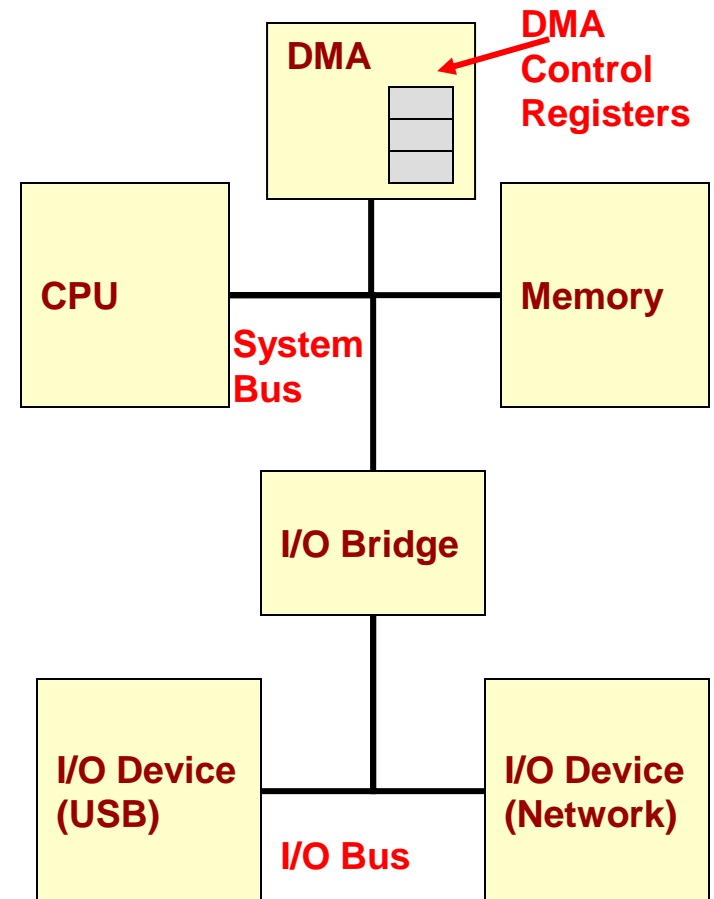 DMA
DMA
Control
Registers
CPU
Memory
System
Bus
I/O Bridge
I/O Device
(USB)
I/O Device
(Network)
I/O Bus